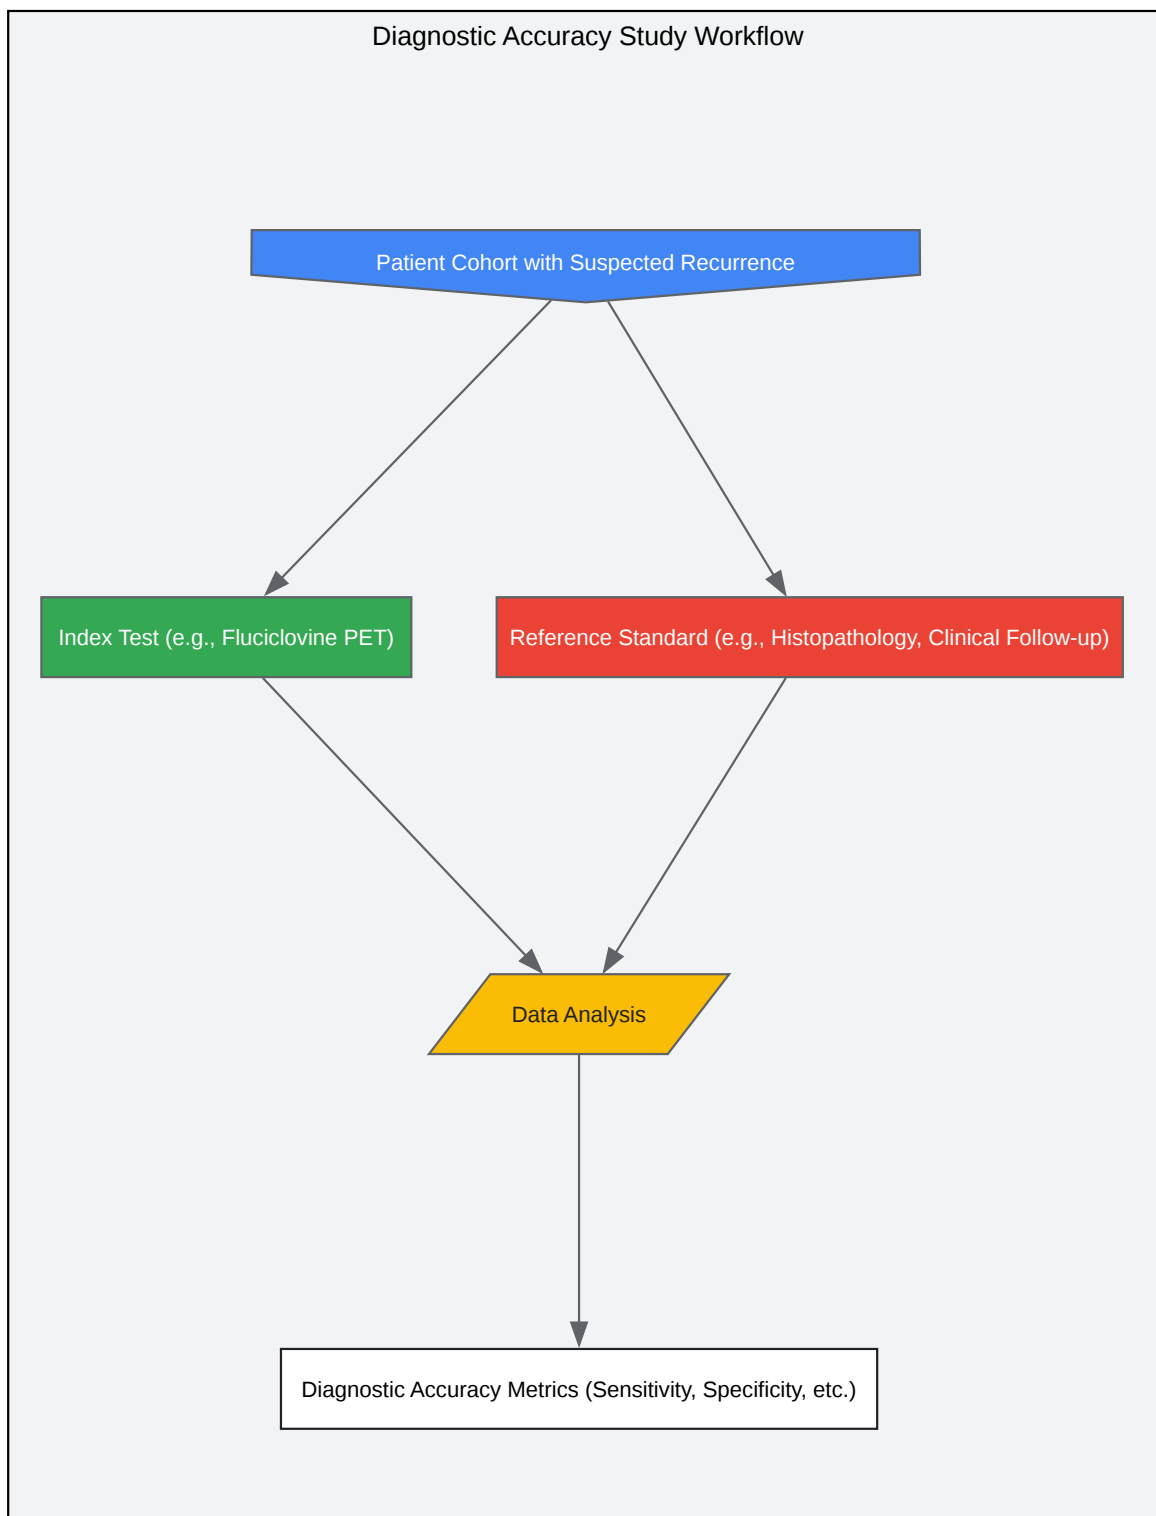 Diagnostic Accuracy Study Workflow
Patient Cohort with Suspected Recurrence
Index Test (e.g., Fluciclovine PET)
Reference Standard (e.g., Histopathology, Clinical Follow-up)
Data Analysis
Diagnostic Accuracy Metrics (Sensitivity, Specificity, etc.)